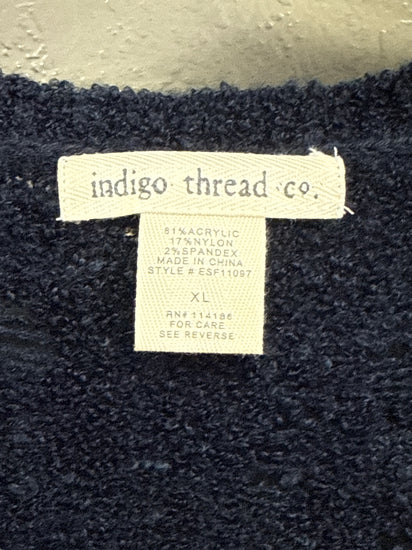 indigo thread co.
81%ACRYLIC
17%NYLON
2%SPANDEX
MADE IN CHINA
STYLE # ESF11097
XL
RN# 114186
FOR CARE
SEE REVERSE